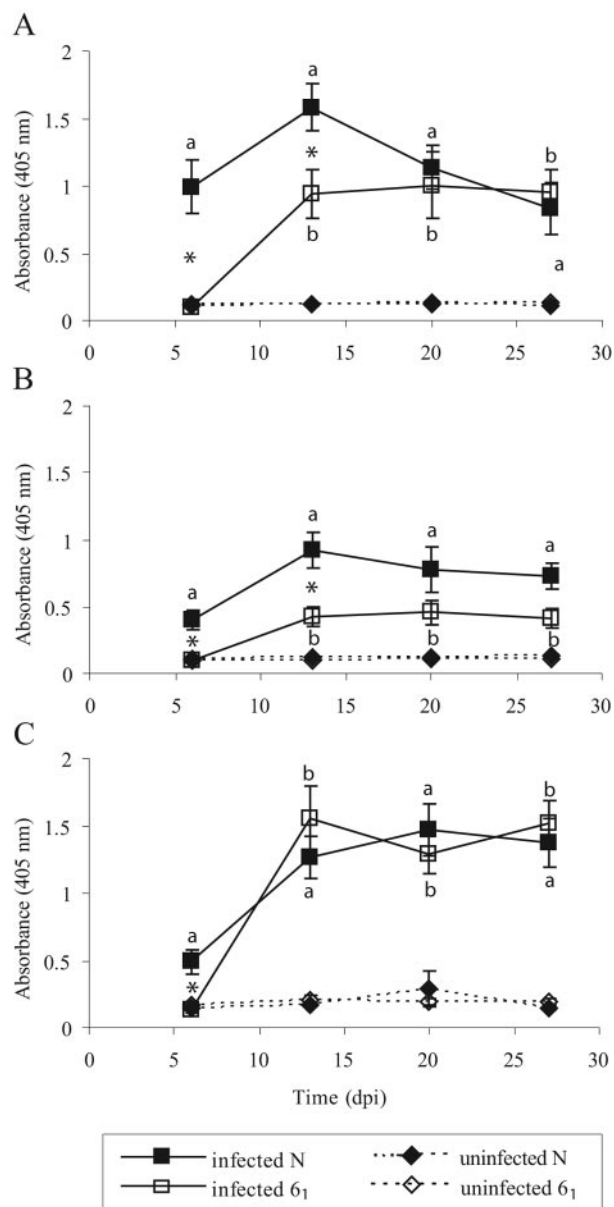 A
Absorbance (405 nm)
2
1.5
1
0.5
0
a
a
a
b
*
*
b
b
a
0 5 10 15 20 25 30
B
Absorbance (405 nm)
2
1.5
1
0.5
0
a
a
a
a
*
*
b
b
b
0 5 10 15 20 25 30
C
Absorbance (405 nm)
2
1.5
1
0.5
0
b
a
b
a
*
a
b
a
0 5 10 15 20 25 30
Time (dpi)
infected N
uninfected N
infected 6₁
uninfected 6₁